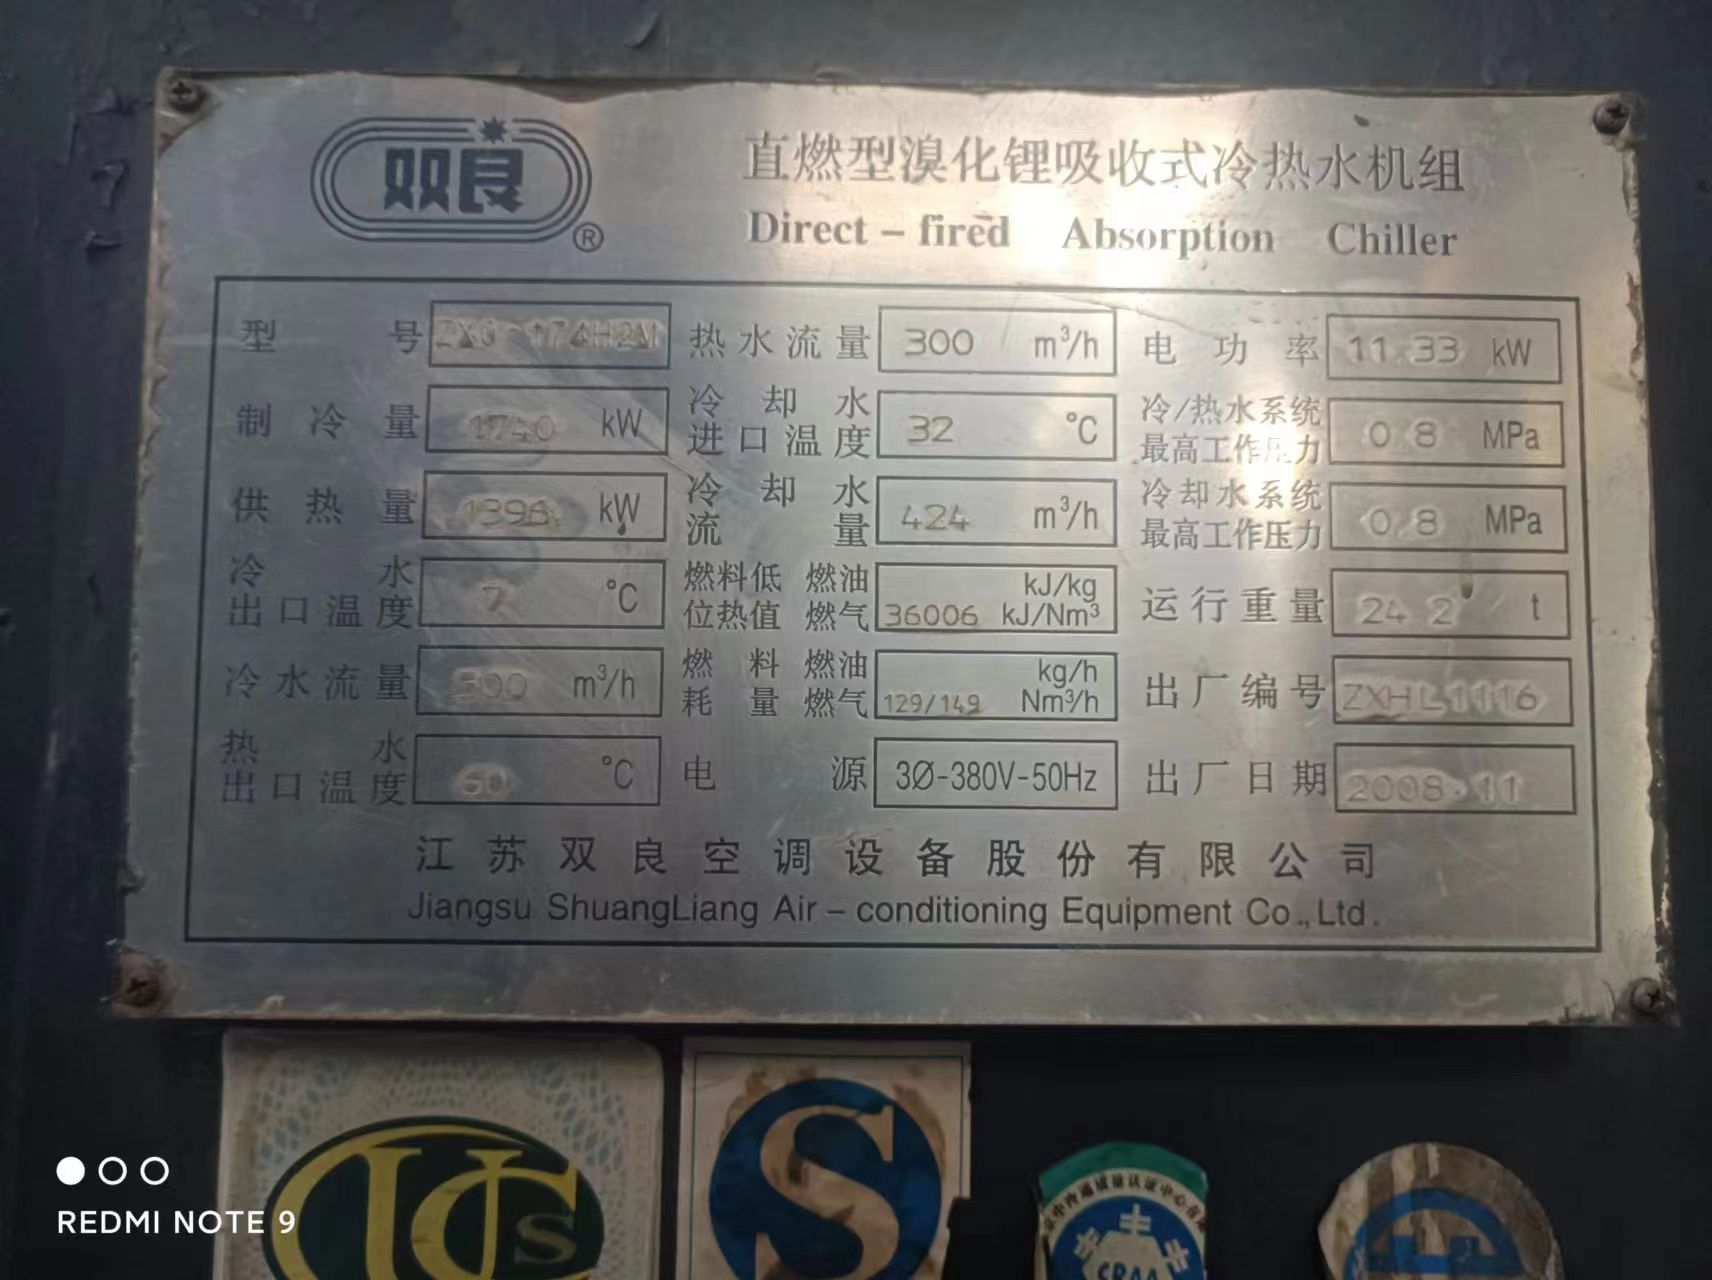 双良®
直燃型溴化锂吸收式冷热水机组
Direct - fired Absorption Chiller
型 号 ZXG-174H2M 热水流量 300 m³/h 电功率 11.33 kW
制冷量 1740 kW 冷却水进口温度 32 °C 冷/热水系统最高工作压力 0.8 MPa
供热量 1396 kW 冷却水流量 424 m³/h 冷却水系统最高工作压力 0.8 MPa
冷水出口温度 7 °C 燃料低位热值 燃油 kJ/kg 燃气 36006 kJ/Nm³ 运行重量 24.2 t
冷水流量 300 m³/h 燃料耗量 燃油 kg/h 燃气 129/149 Nm³/h 出厂编号 ZXHL1116
热水出口温度 60 °C 电源 3Ø-380V-50Hz 出厂日期 2008.11
江苏双良空调设备股份有限公司
Jiangsu ShuangLiang Air-conditioning Equipment Co.,Ltd.
S
CRAA
REDMI NOTE 9